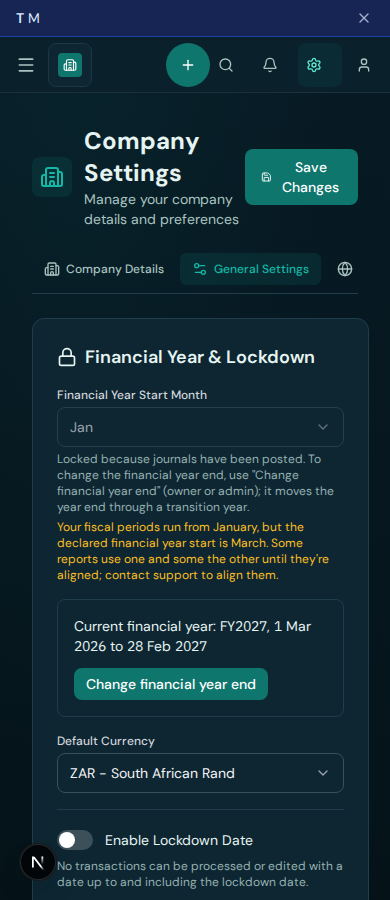 T M
Company
Settings
Manage your company
details and preferences
Save
Changes
Company Details
General Settings
Financial Year & Lockdown
Financial Year Start Month
Jan
Locked because journals have been posted. To
change the financial year end, use "Change
financial year end" (owner or admin); it moves the
year end through a transition year.
Your fiscal periods run from January, but the
declared financial year start is March. Some
reports use one and some the other until they're
aligned; contact support to align them.
Current financial year: FY2027, 1 Mar
2026 to 28 Feb 2027
Change financial year end
Default Currency
ZAR - South African Rand
Enable Lockdown Date
N
No transactions can be processed or edited with a
date up to and including the lockdown date.